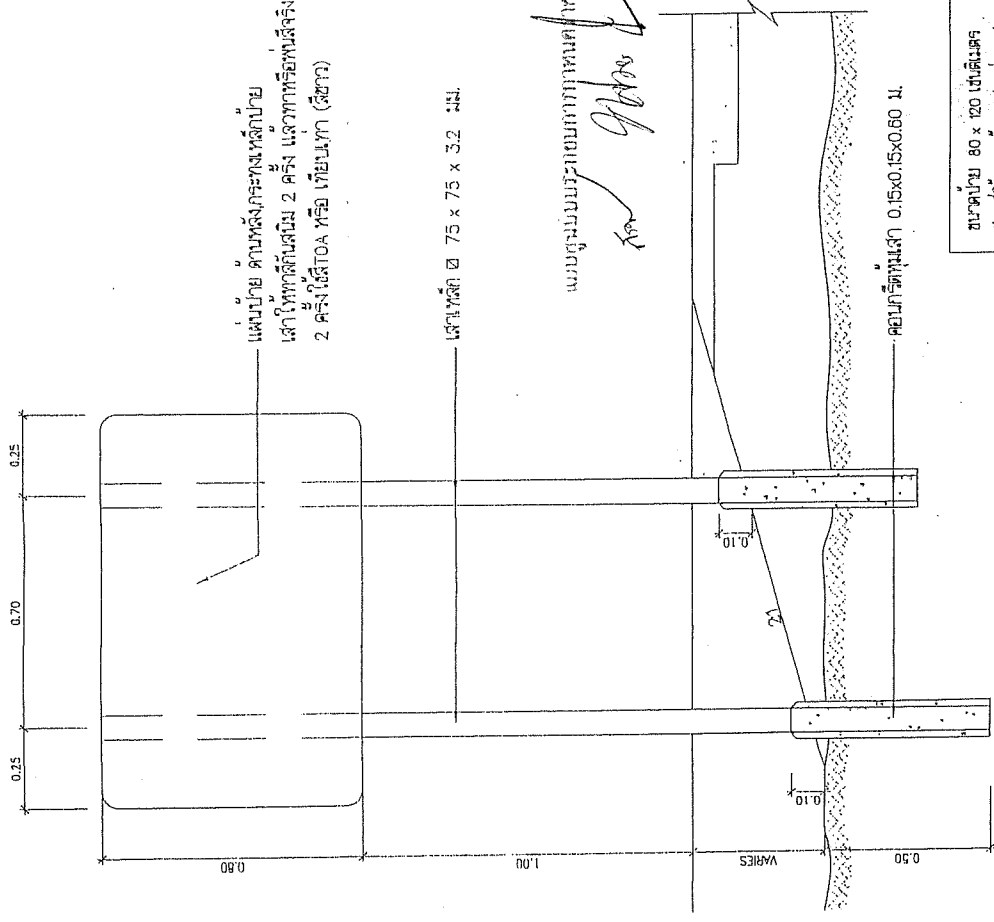 0.25
0.70
0.25
0.80
1.00
VARIES
0.50
0.10
0.10
แผ่นป้าย ด้านหลัง,กระทงเหล็กป้าย
เสาให้ทาสีกันสนิม 2 ครั้ง แล้วทาหรือพ่นสีจริง
2 ครั้งใช้สีTOA หรือ เทียบเท่า (สีขาว)
เสาเหล็ก 75 x 75 x 3.2 มม.
คอนกรีตหุ้มเสา 0.15x0.15x0.60 ม.
ขนาดป้าย 80 x 120 เซ็นติเมตร